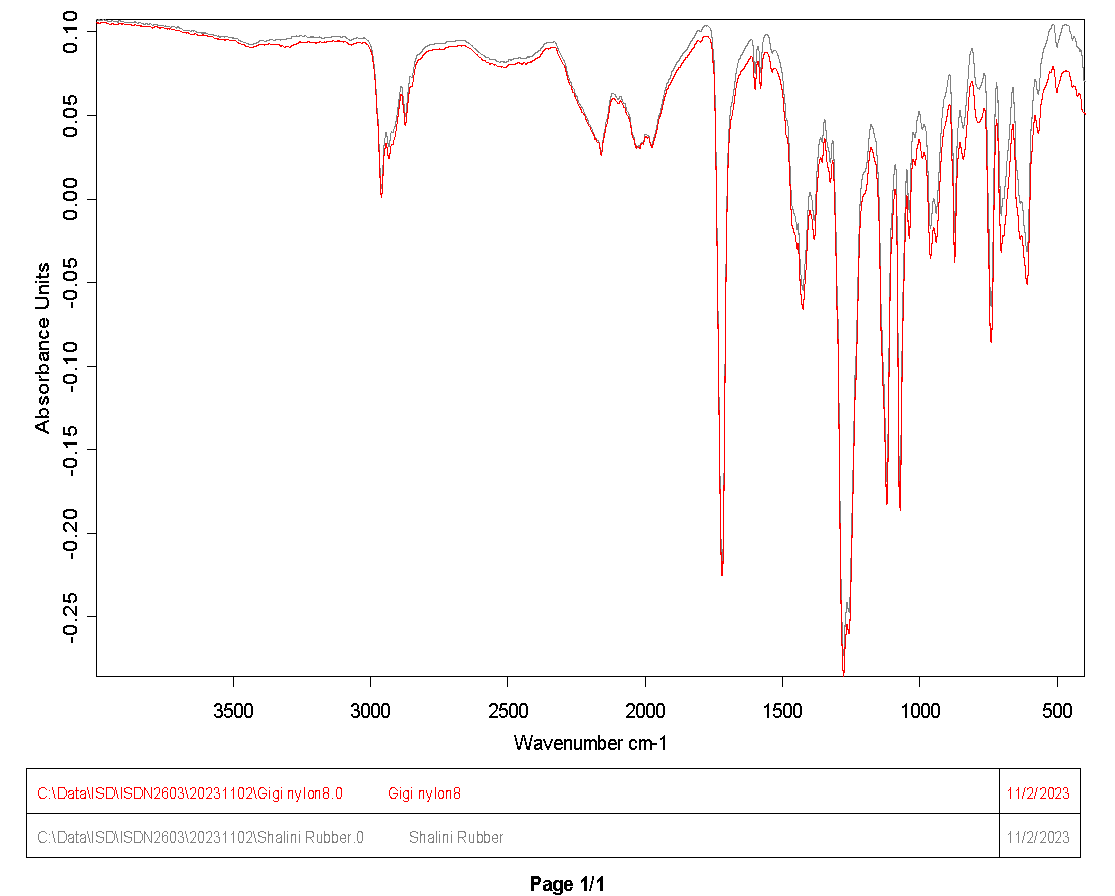 0.10
0.05
0.00
-0.05
-0.10
-0.15
-0.20
-0.25
Absorbance Units
3500 3000 2500 2000 1500 1000 500
Wavenumber cm-1
C:\Data\ISD\ISDN2603\20231102\Gigi nylon8.0 Gigi nylon8 11/2/2023
C:\Data\ISD\ISDN2603\20231102\Shalini Rubber.0 Shalini Rubber 11/2/2023
Page 1/1